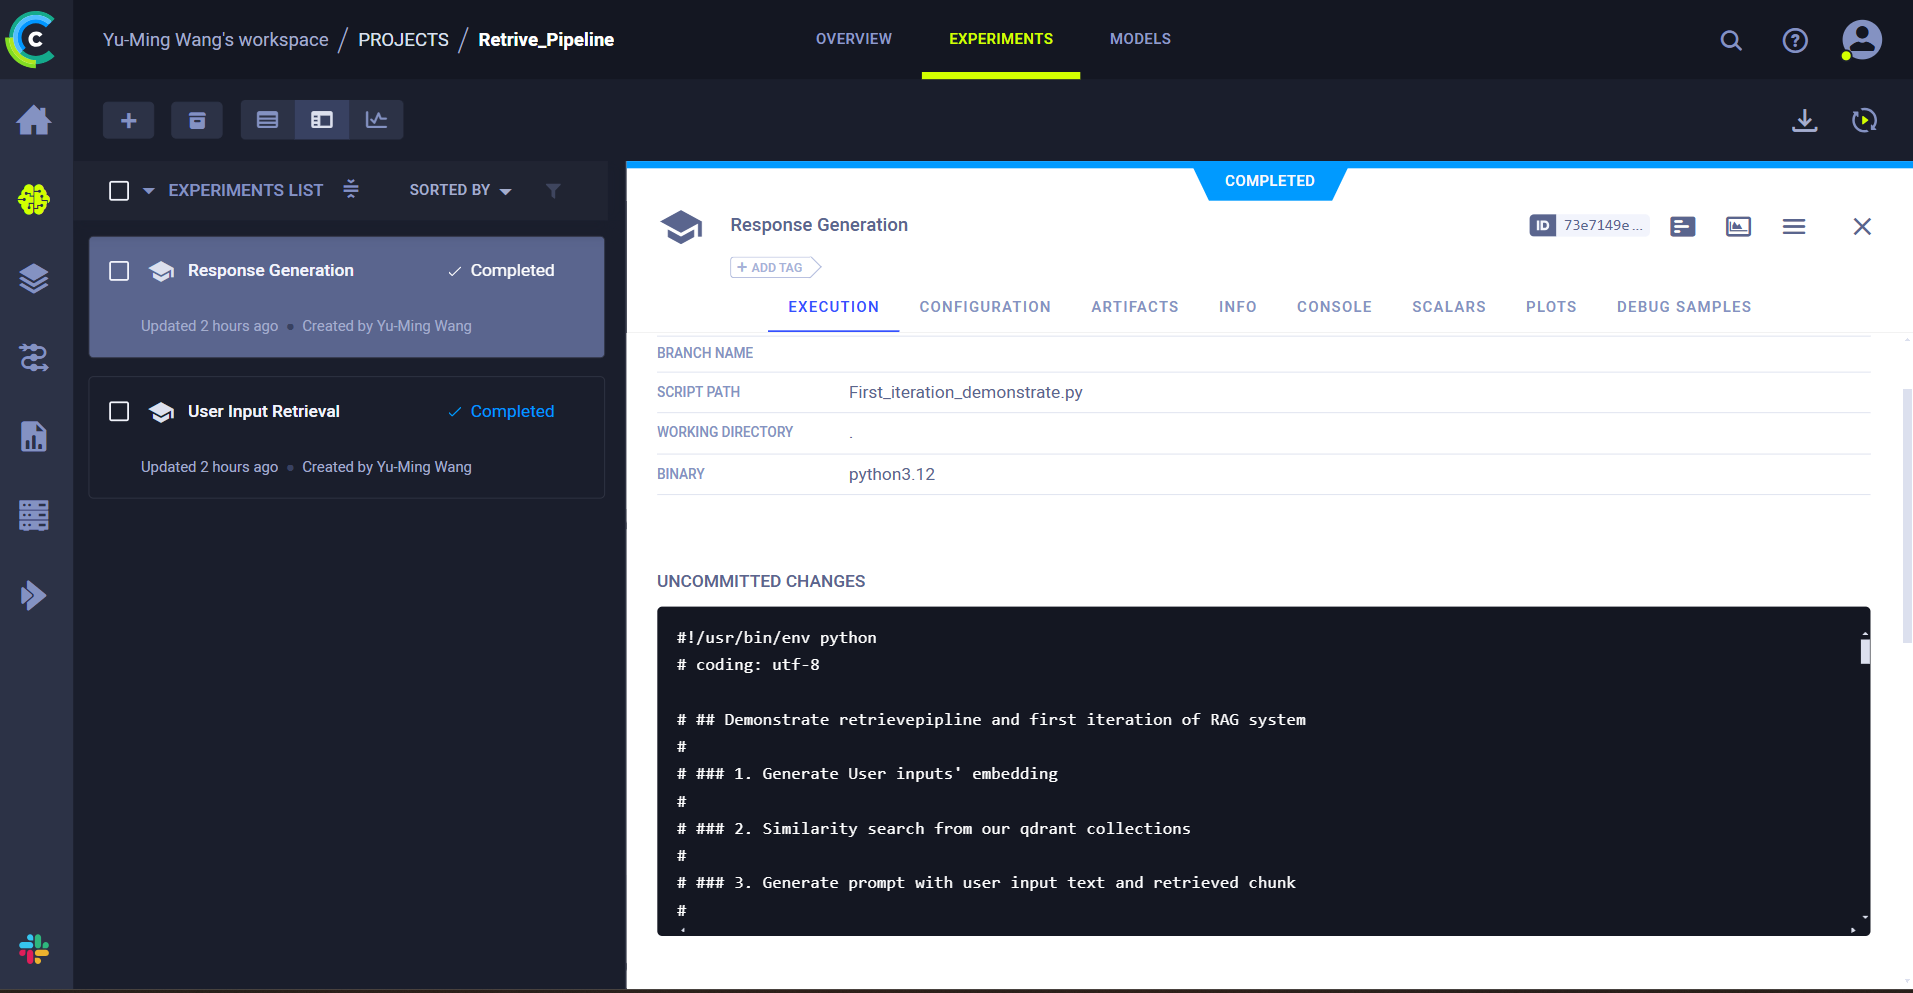 C
Yu-Ming Wang's workspace / PROJECTS / Retrive_Pipeline
OVERVIEW
EXPERIMENTS
MODELS
?
+
EXPERIMENTS LIST
SORTED BY
Response Generation
Completed
Updated 2 hours ago
Created by Yu-Ming Wang
User Input Retrieval
Completed
Updated 2 hours ago
Created by Yu-Ming Wang
COMPLETED
Response Generation
ID 73e7149e...
+ ADD TAG
EXECUTION
CONFIGURATION
ARTIFACTS
INFO
CONSOLE
SCALARS
PLOTS
DEBUG SAMPLES
BRANCH NAME
SCRIPT PATH First_iteration_demonstrate.py
WORKING DIRECTORY .
BINARY python3.12
UNCOMMITTED CHANGES
#!/usr/bin/env python
# coding: utf-8
# ## Demonstrate retrievepipline and first iteration of RAG system
#
# ### 1. Generate User inputs' embedding
#
# ### 2. Similarity search from our qdrant collections
#
# ### 3. Generate prompt with user input text and retrieved chunk
#